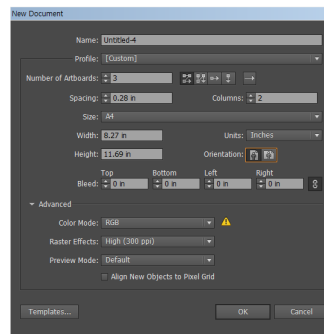 New Document
Name: Untitled-4
Profile: [Custom]
Number of Artboards: 3
Spacing: 0.28 in Columns: 2
Size: A4
Width: 8.27 in Units: Inches
Height: 11.69 in Orientation:
Top Bottom Left Right
Bleed: 0 in 0 in 0 in 0 in
Advanced
Color Mode: RGB
Raster Effects: High (300 ppi)
Preview Mode: Default
Align New Objects to Pixel Grid
Templates... OK Cancel